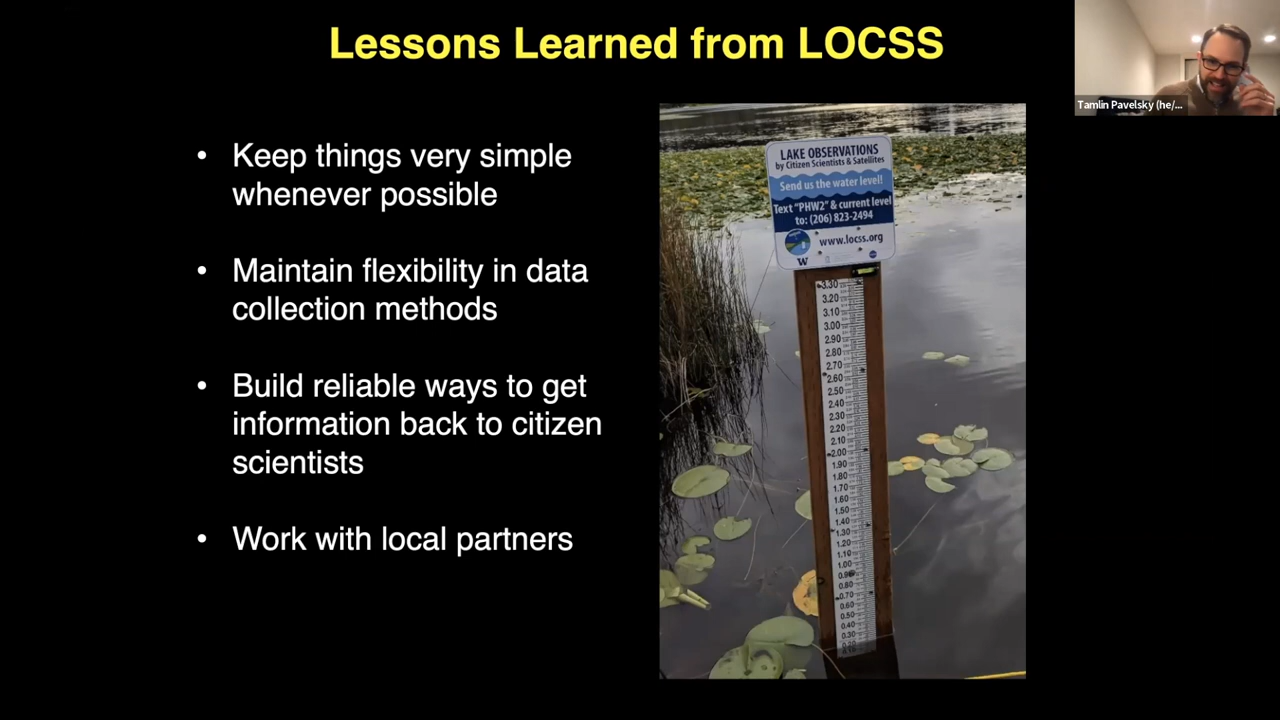 Lessons Learned from LOCSS
Tamlin Pavelsky (he/...
• Keep things very simple
whenever possible
• Maintain flexibility in data
collection methods
• Build reliable ways to get
information back to citizen
scientists
• Work with local partners
LAKE OBSERVATIONS
by Citizen Scientists & Satellites
Send us the water level!
Text "PHW2" & current level
to: (206) 823-2494
www.locss.org
W
3.30
3.20
3.10
3.00
2.90
2.80
2.70
2.60
2.50
2.40
2.30
2.20
2.10
2.00
1.90
1.80
1.70
1.60
1.50
1.40
1.30
1.20
1.10
1.00
0.90
0.80
0.70
0.60
0.50
0.40
0.30